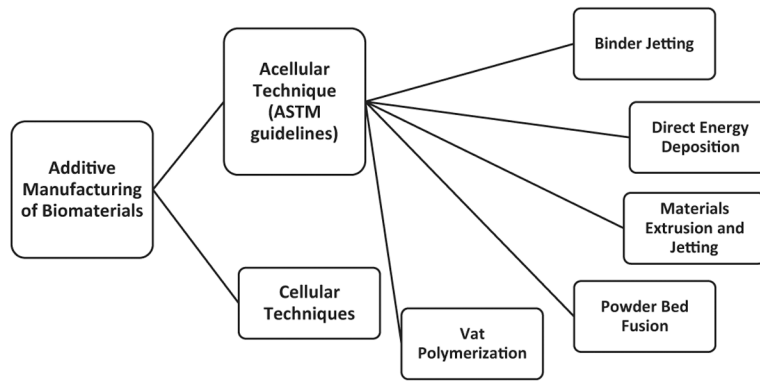 Additive
Manufacturing
of Biomaterials
Acellular
Technique
(ASTM
guidelines)
Cellular
Techniques
Binder Jetting
Direct Energy
Deposition
Materials
Extrusion and
Jetting
Powder Bed
Fusion
Vat
Polymerization